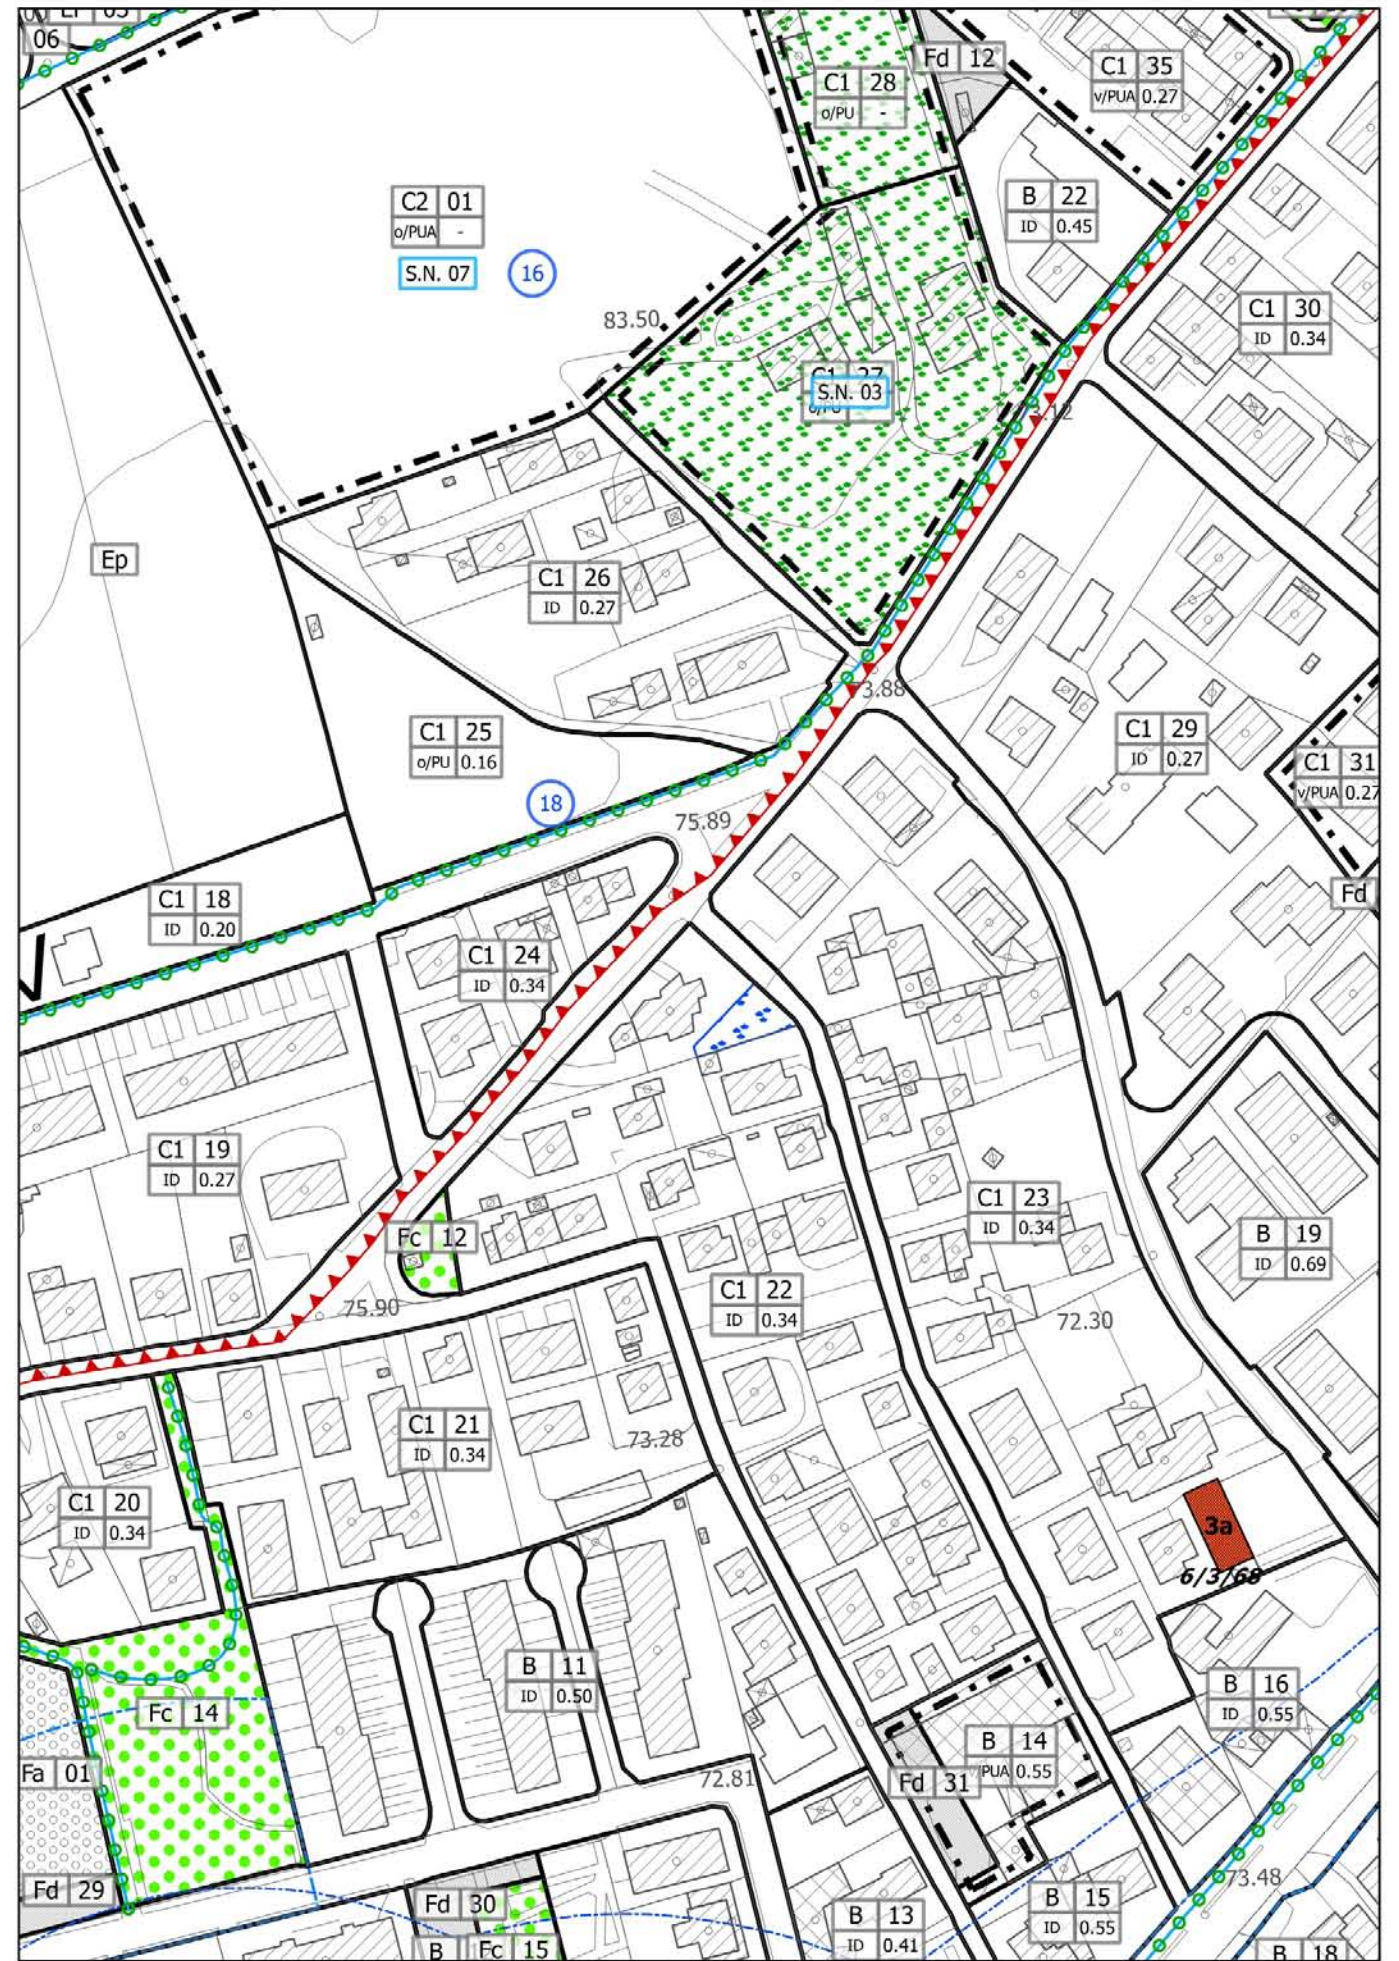 06
Fd 12
C1 35
v/PUA 0.27
C1 28
o/PU -
C2 01
o/PUA -
S.N. 07
16
B 22
ID 0.45
83.50
C1 30
ID 0.34
C1 27
S.N. 03
o/PU
Ep
C1 26
ID 0.27
73.88
C1 25
o/PU 0.16
C1 29
ID 0.27
C1 31
v/PUA 0.27
18
75.89
Fd
C1 18
ID 0.20
C1 24
ID 0.34
C1 19
ID 0.27
C1 23
ID 0.34
Fc 12
B 19
ID 0.69
C1 22
ID 0.34
75.90
72.30
C1 21
ID 0.34
73.28
C1 20
ID 0.34
3a
6/3/68
B 11
ID 0.50
B 16
ID 0.55
Fc 14
B 14
PUA 0.55
Fa 01
72.81
Fd 31
Fd 29
73.48
Fd 30
B 15
ID 0.55
B 13
ID 0.41
B
Fc 15
B 18